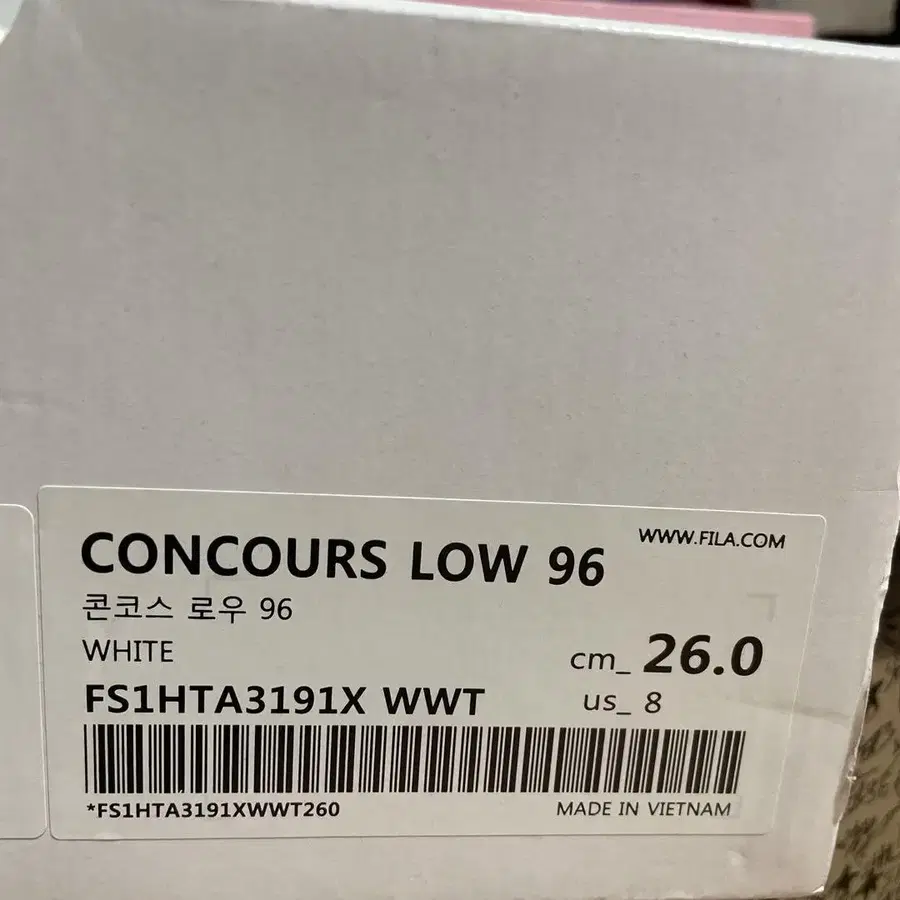 CONCOURS LOW 96
WWW.FILA.COM
콘코스 로우 96
WHITE
cm_ 26.0
FS1HTA3191X WWT
us_ 8
*FS1HTA3191XWWT260
MADE IN VIETNAM